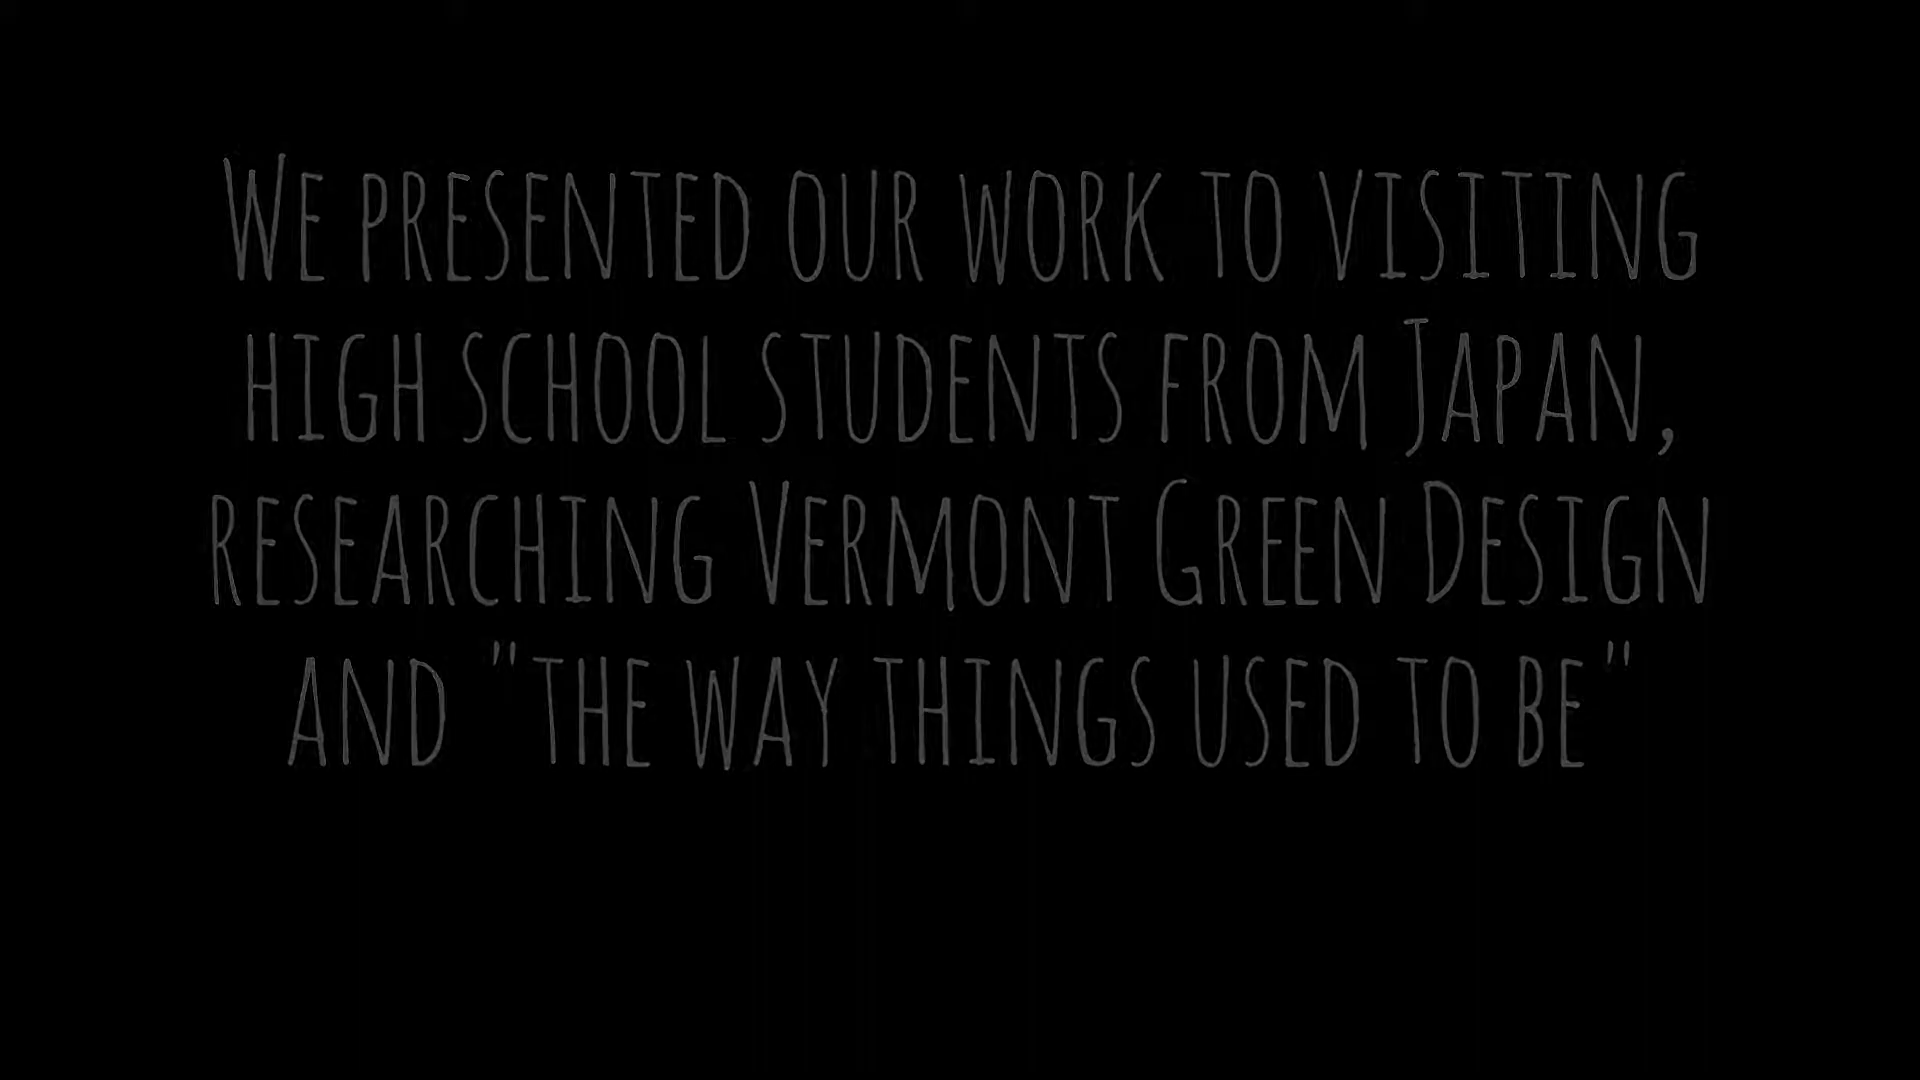 We presented our work to visiting
high school students from Japan,
researching Vermont Green Design
and "the way things used to be"